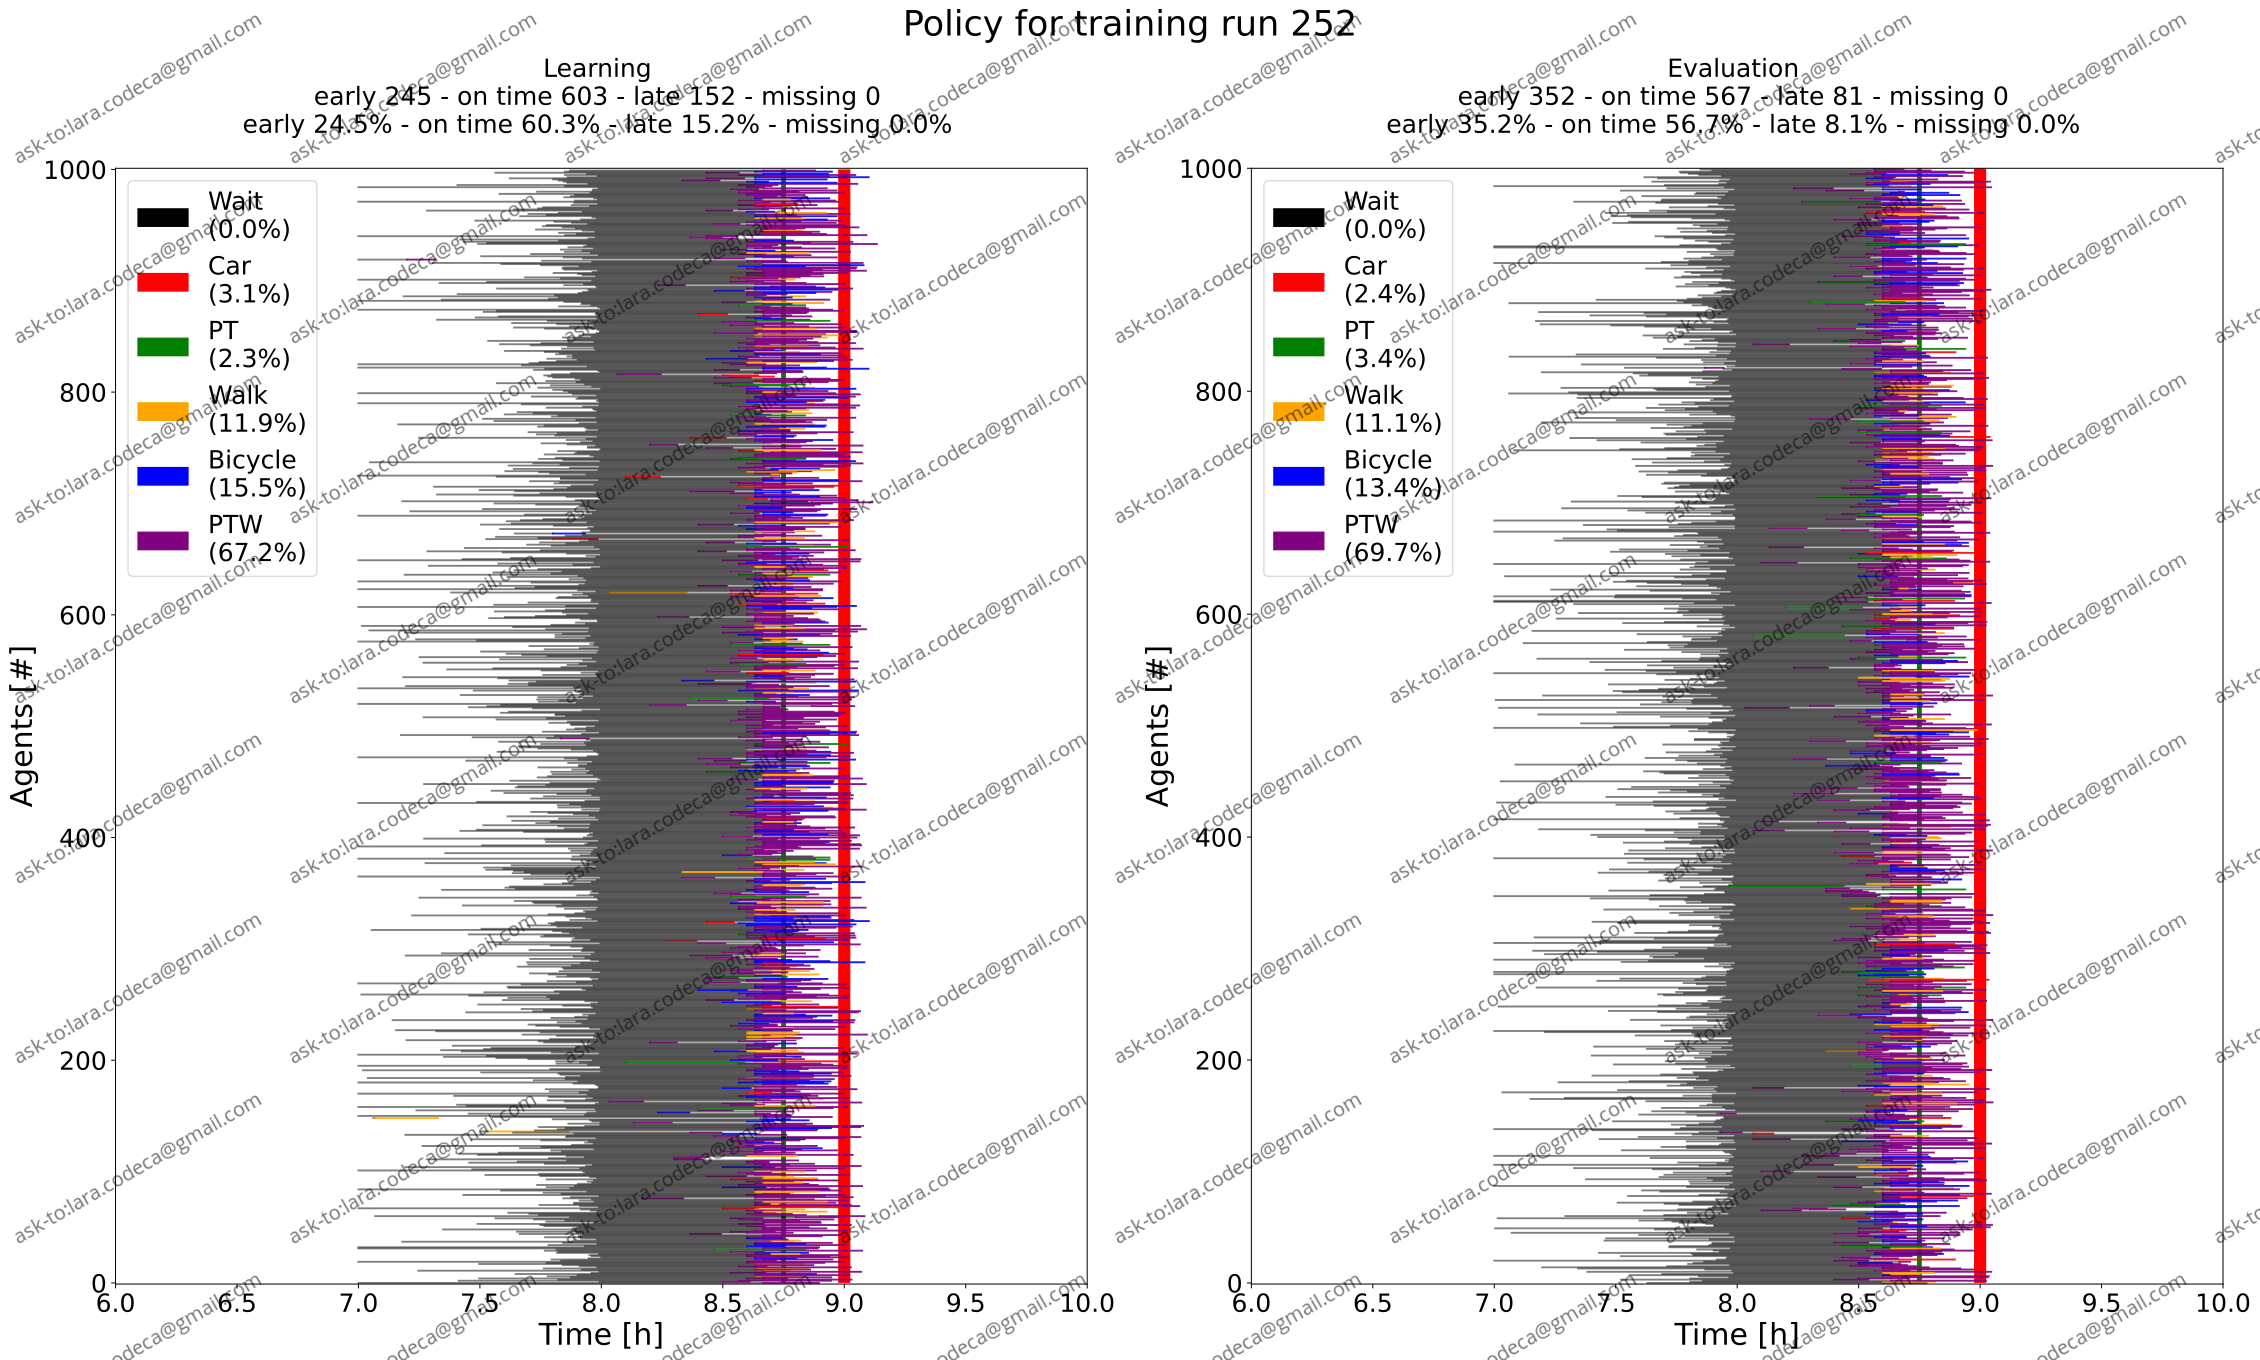 Policy for training run 252
Learning
early 245 - on time 603 - late 152 - missing 0
early 24.5% - on time 60.3% - late 15.2% - missing 0.0%
Wait
(0.0%)
Car
(3.1%)
PT
(2.3%)
Walk
(11.9%)
Bicycle
(15.5%)
PTW
(67.2%)
1000
800
600
400
200
0
Agents [#]
6.0 6.5 7.0 7.5 8.0 8.5 9.0 9.5 10.0
Time [h]
Evaluation
early 352 - on time 567 - late 81 - missing 0
early 35.2% - on time 56.7% - late 8.1% - missing 0.0%
Wait
(0.0%)
Car
(2.4%)
PT
(3.4%)
Walk
(11.1%)
Bicycle
(13.4%)
PTW
(69.7%)
1000
800
600
400
200
0
Agents [#]
6.0 6.5 7.0 7.5 8.0 8.5 9.0 9.5 10.0
Time [h]
ask-to:lara.codeca@gmail.com